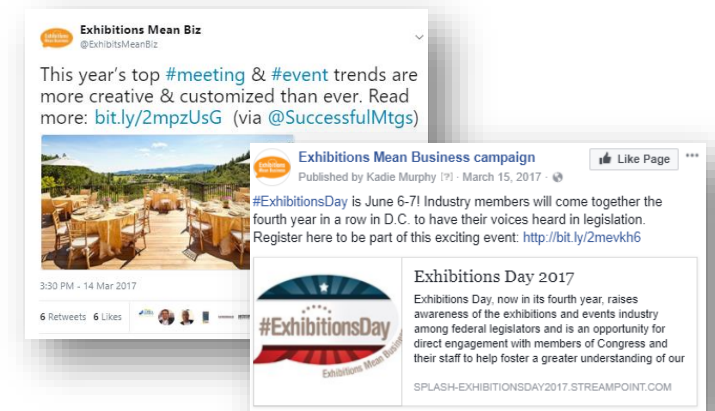 Exhibitions Mean Biz
@ExhibitsMeanBiz
This year's top #meeting & #event trends are
more creative & customized than ever. Read
more: bit.ly/2mpzUsG (via @SuccessfulMtgs)
3:30 PM - 14 Mar 2017
6 Retweets 6 Likes
Exhibitions Mean Business campaign
Like Page
Published by Kadie Murphy [?] · March 15, 2017 ·
#ExhibitionsDay is June 6-7! Industry members will come together the
fourth year in a row in D.C. to have their voices heard in legislation.
Register here to be part of this exciting event: http://bit.ly/2mevkh6
#ExhibitionsDay
Exhibitions Mean Business
Exhibitions Day 2017
Exhibitions Day, now in its fourth year, raises
awareness of the exhibitions and events industry
among federal legislators and is an opportunity for
direct engagement with members of Congress and
their staff to help foster a greater understanding of our
SPLASH-EXHIBITIONSDAY2017.STREAMPOINT.COM